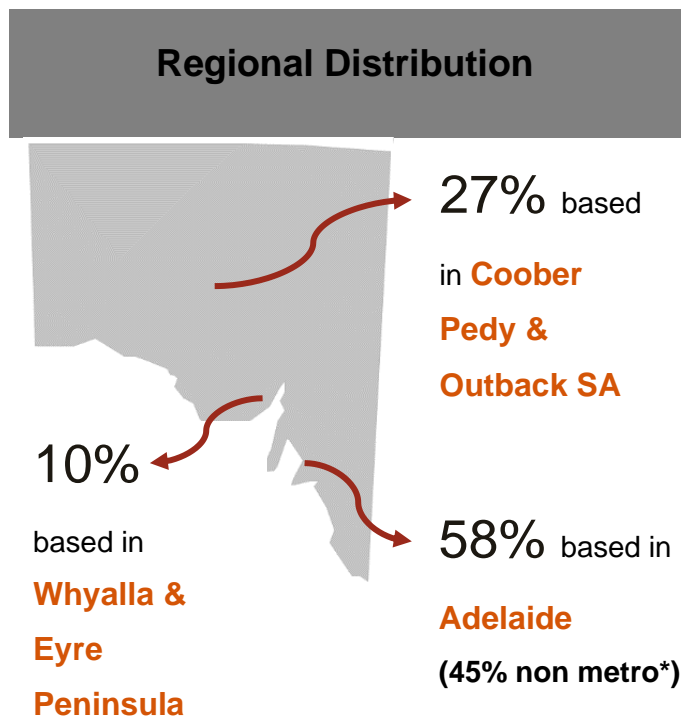 Regional Distribution
27% based
in Coober
Pedy &
Outback SA
10%
based in
Whyalla &
Eyre
Peninsula
58% based in
Adelaide
(45% non metro*)